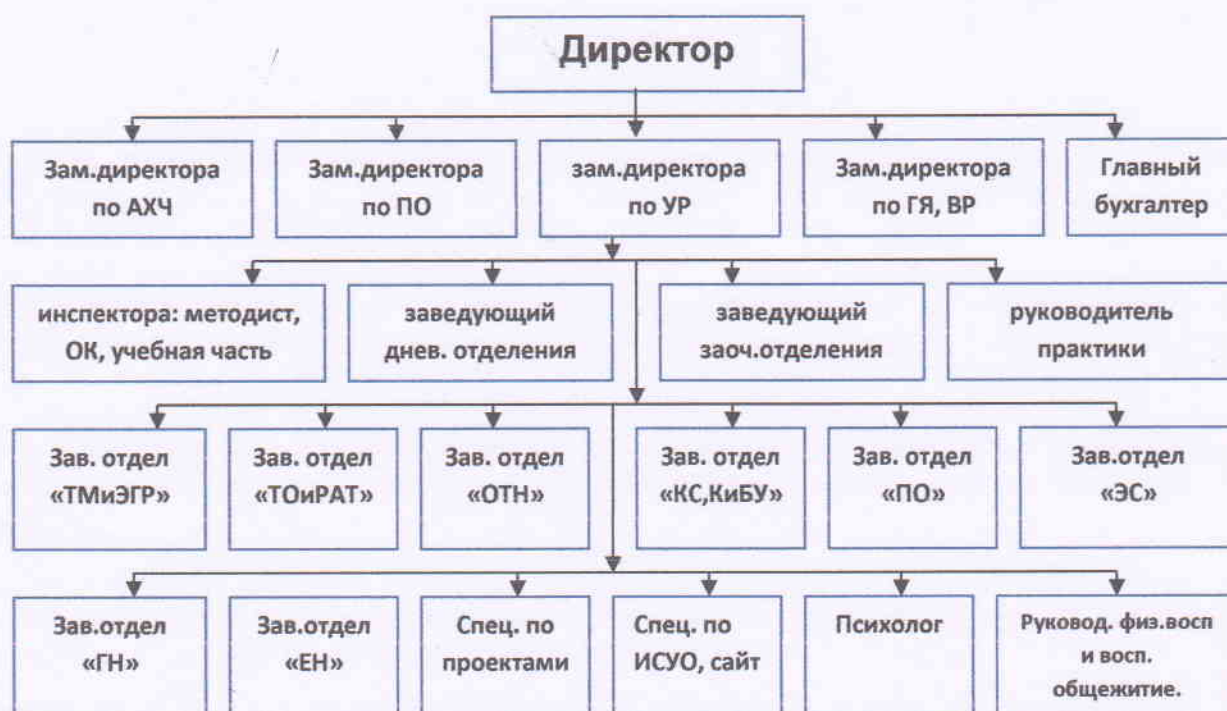 Директор
Зам.директора
по АХЧ
Зам.директора
по ПО
зам.директора
по УР
Зам.директора
по ГЯ, ВР
Главный
бухгалтер
инспектора: методист,
ОК, учебная часть
заведующий
днев. отделения
заведующий
заоч.отделения
руководитель
практики
Зав. отдел
«ТМиЭГР»
Зав. отдел
«ТОиРАТ»
Зав. отдел
«ОТН»
Зав. отдел
«КС,КиБУ»
Зав. отдел
«ПО»
Зав.отдел
«ЭС»
Зав.отдел
«ГН»
Зав.отдел
«ЕН»
Спец. по
проектами
Спец. по
ИСУО, сайт
Психолог
Руковод. физ.восп
и восп.
общежитие.